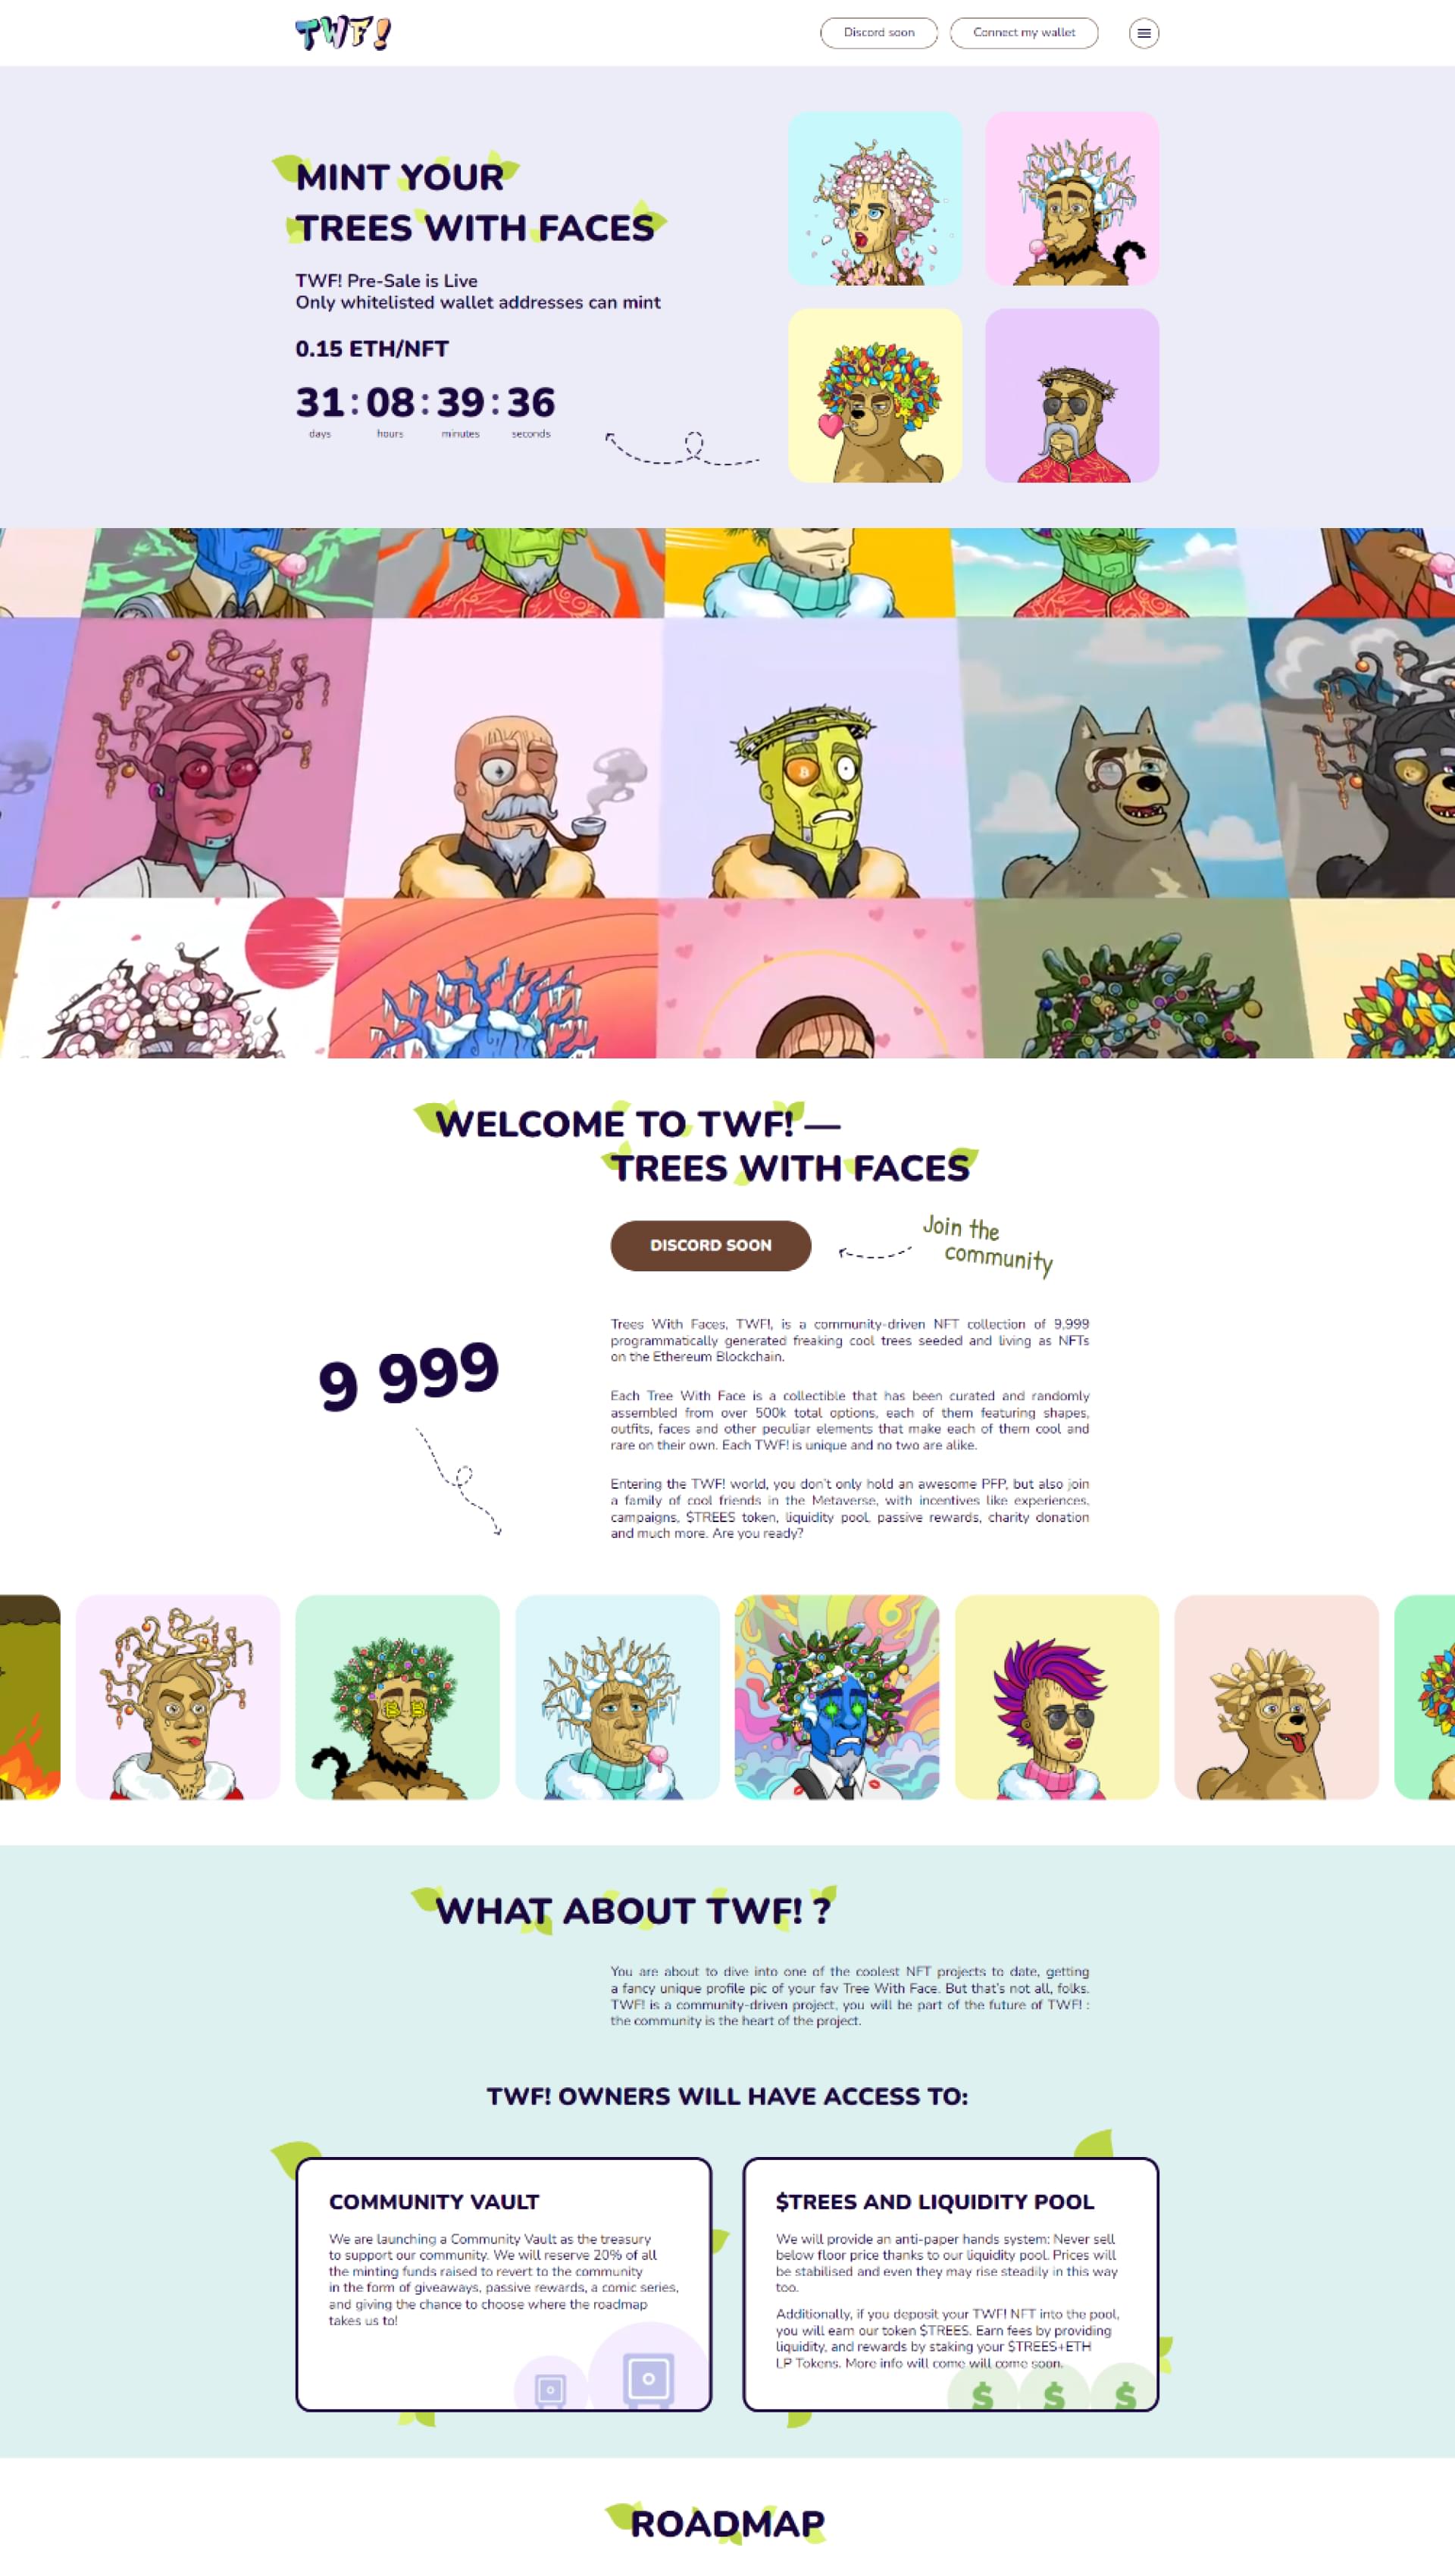 TWF!
Discord soon
Connect my wallet
MINT YOUR
TREES WITH FACES
TWF! Pre-Sale is Live
Only whitelisted wallet addresses can mint
0.15 ETH/NFT
31 : 08 : 39 : 36
days hours minutes seconds
WELCOME TO TWF! —
TREES WITH FACES
DISCORD SOON
Join the
community
Trees With Faces, TWF!, is a community-driven NFT collection of 9,999
programmatically generated freaking cool trees seeded and living as NFTs
on the Ethereum Blockchain.
9 999
Each Tree With Face is a collectible that has been curated and randomly
assembled from over 500k total options, each of them featuring shapes,
outfits, faces and other peculiar elements that make each of them cool and
rare on their own. Each TWF! is unique and no two are alike.
Entering the TWF! world, you don't only hold an awesome PFP, but also join
a family of cool friends in the Metaverse, with incentives like experiences,
campaigns, $TREES token, liquidity pool, passive rewards, charity donation
and much more. Are you ready?
WHAT ABOUT TWF! ?
You are about to dive into one of the coolest NFT projects to date, getting
a fancy unique profile pic of your fav Tree With Face. But that's not all, folks.
TWF! is a community-driven project, you will be part of the future of TWF! :
the community is the heart of the project.
TWF! OWNERS WILL HAVE ACCESS TO:
COMMUNITY VAULT
We are launching a Community Vault as the treasury
to support our community. We will reserve 20% of all
the minting funds raised to revert to the community
in the form of giveaways, passive rewards, a comic series,
and giving the chance to choose where the roadmap
takes us to!
$TREES AND LIQUIDITY POOL
We will provide an anti-paper hands system: Never sell
below floor price thanks to our liquidity pool. Prices will
be stabilised and even they may rise steadily in this way
too.
Additionally, if you deposit your TWF! NFT into the pool,
you will earn our token $TREES. Earn fees by providing
liquidity, and rewards by staking your $TREES+ETH
LP Tokens. More info will come will come soon.
$ $ $
ROADMAP